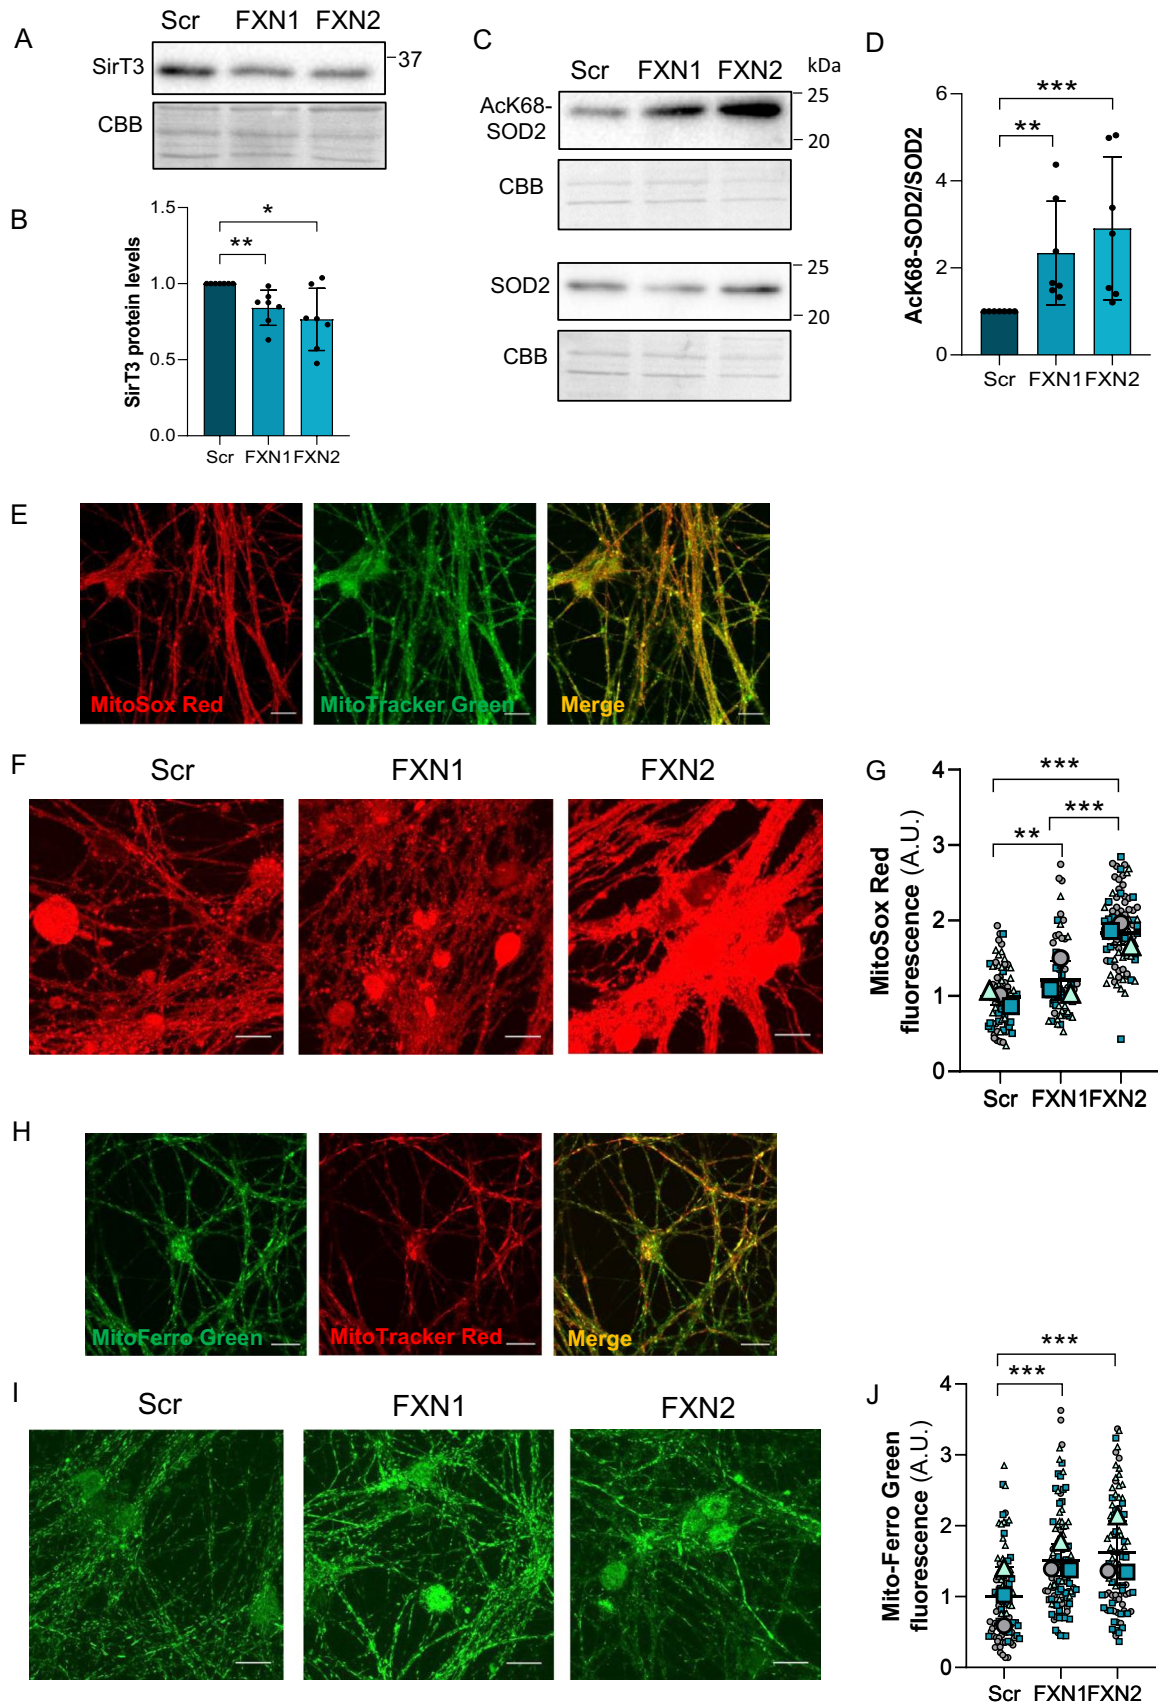 A
Scr FXN1 FXN2
SirT3
37
CBB
B
SirT3 protein levels
1.5
1.0
0.5
0.0
**
*
Scr FXN1 FXN2
C
Scr FXN1 FXN2
kDa
AcK68-
SOD2
25
20
CBB
SOD2
25
20
CBB
D
AcK68-SOD2/SOD2
6
4
2
0
***
**
Scr FXN1 FXN2
E
MitoSox Red
MitoTracker Green
Merge
F
Scr FXN1 FXN2
G
MitoSox Red
fluorescence (A.U.)
4
3
2
1
0
***
***
**
Scr FXN1 FXN2
H
MitoFerro Green
MitoTracker Red
Merge
I
Scr FXN1 FXN2
J
Mito-Ferro Green
fluorescence (A.U.)
4
3
2
1
0
***
***
Scr FXN1 FXN2